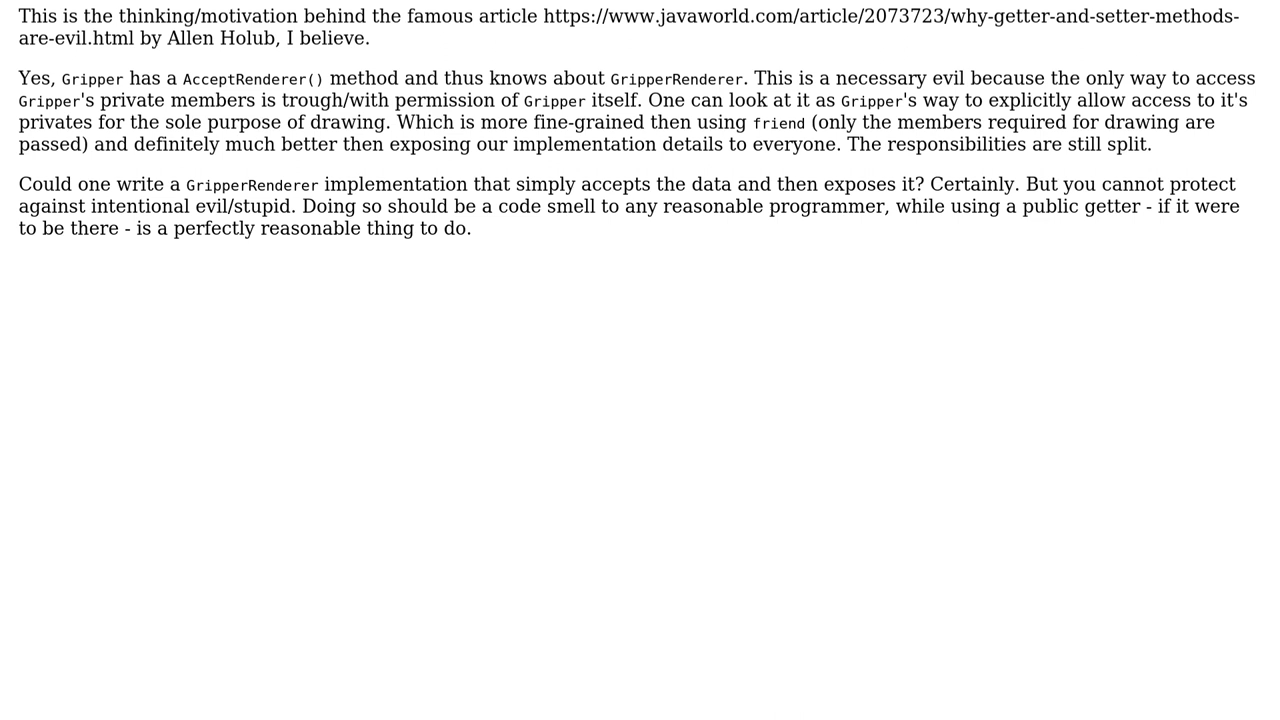 This is the thinking/motivation behind the famous article https://www.javaworld.com/article/2073723/why-getter-and-setter-methods-
are-evil.html by Allen Holub, I believe.
Yes, Gripper has a AcceptRenderer() method and thus knows about GripperRenderer. This is a necessary evil because the only way to access
Gripper's private members is trough/with permission of Gripper itself. One can look at it as Gripper's way to explicitly allow access to it's
privates for the sole purpose of drawing. Which is more fine-grained then using friend (only the members required for drawing are
passed) and definitely much better then exposing our implementation details to everyone. The responsibilities are still split.
Could one write a GripperRenderer implementation that simply accepts the data and then exposes it? Certainly. But you cannot protect
against intentional evil/stupid. Doing so should be a code smell to any reasonable programmer, while using a public getter - if it were
to be there - is a perfectly reasonable thing to do.